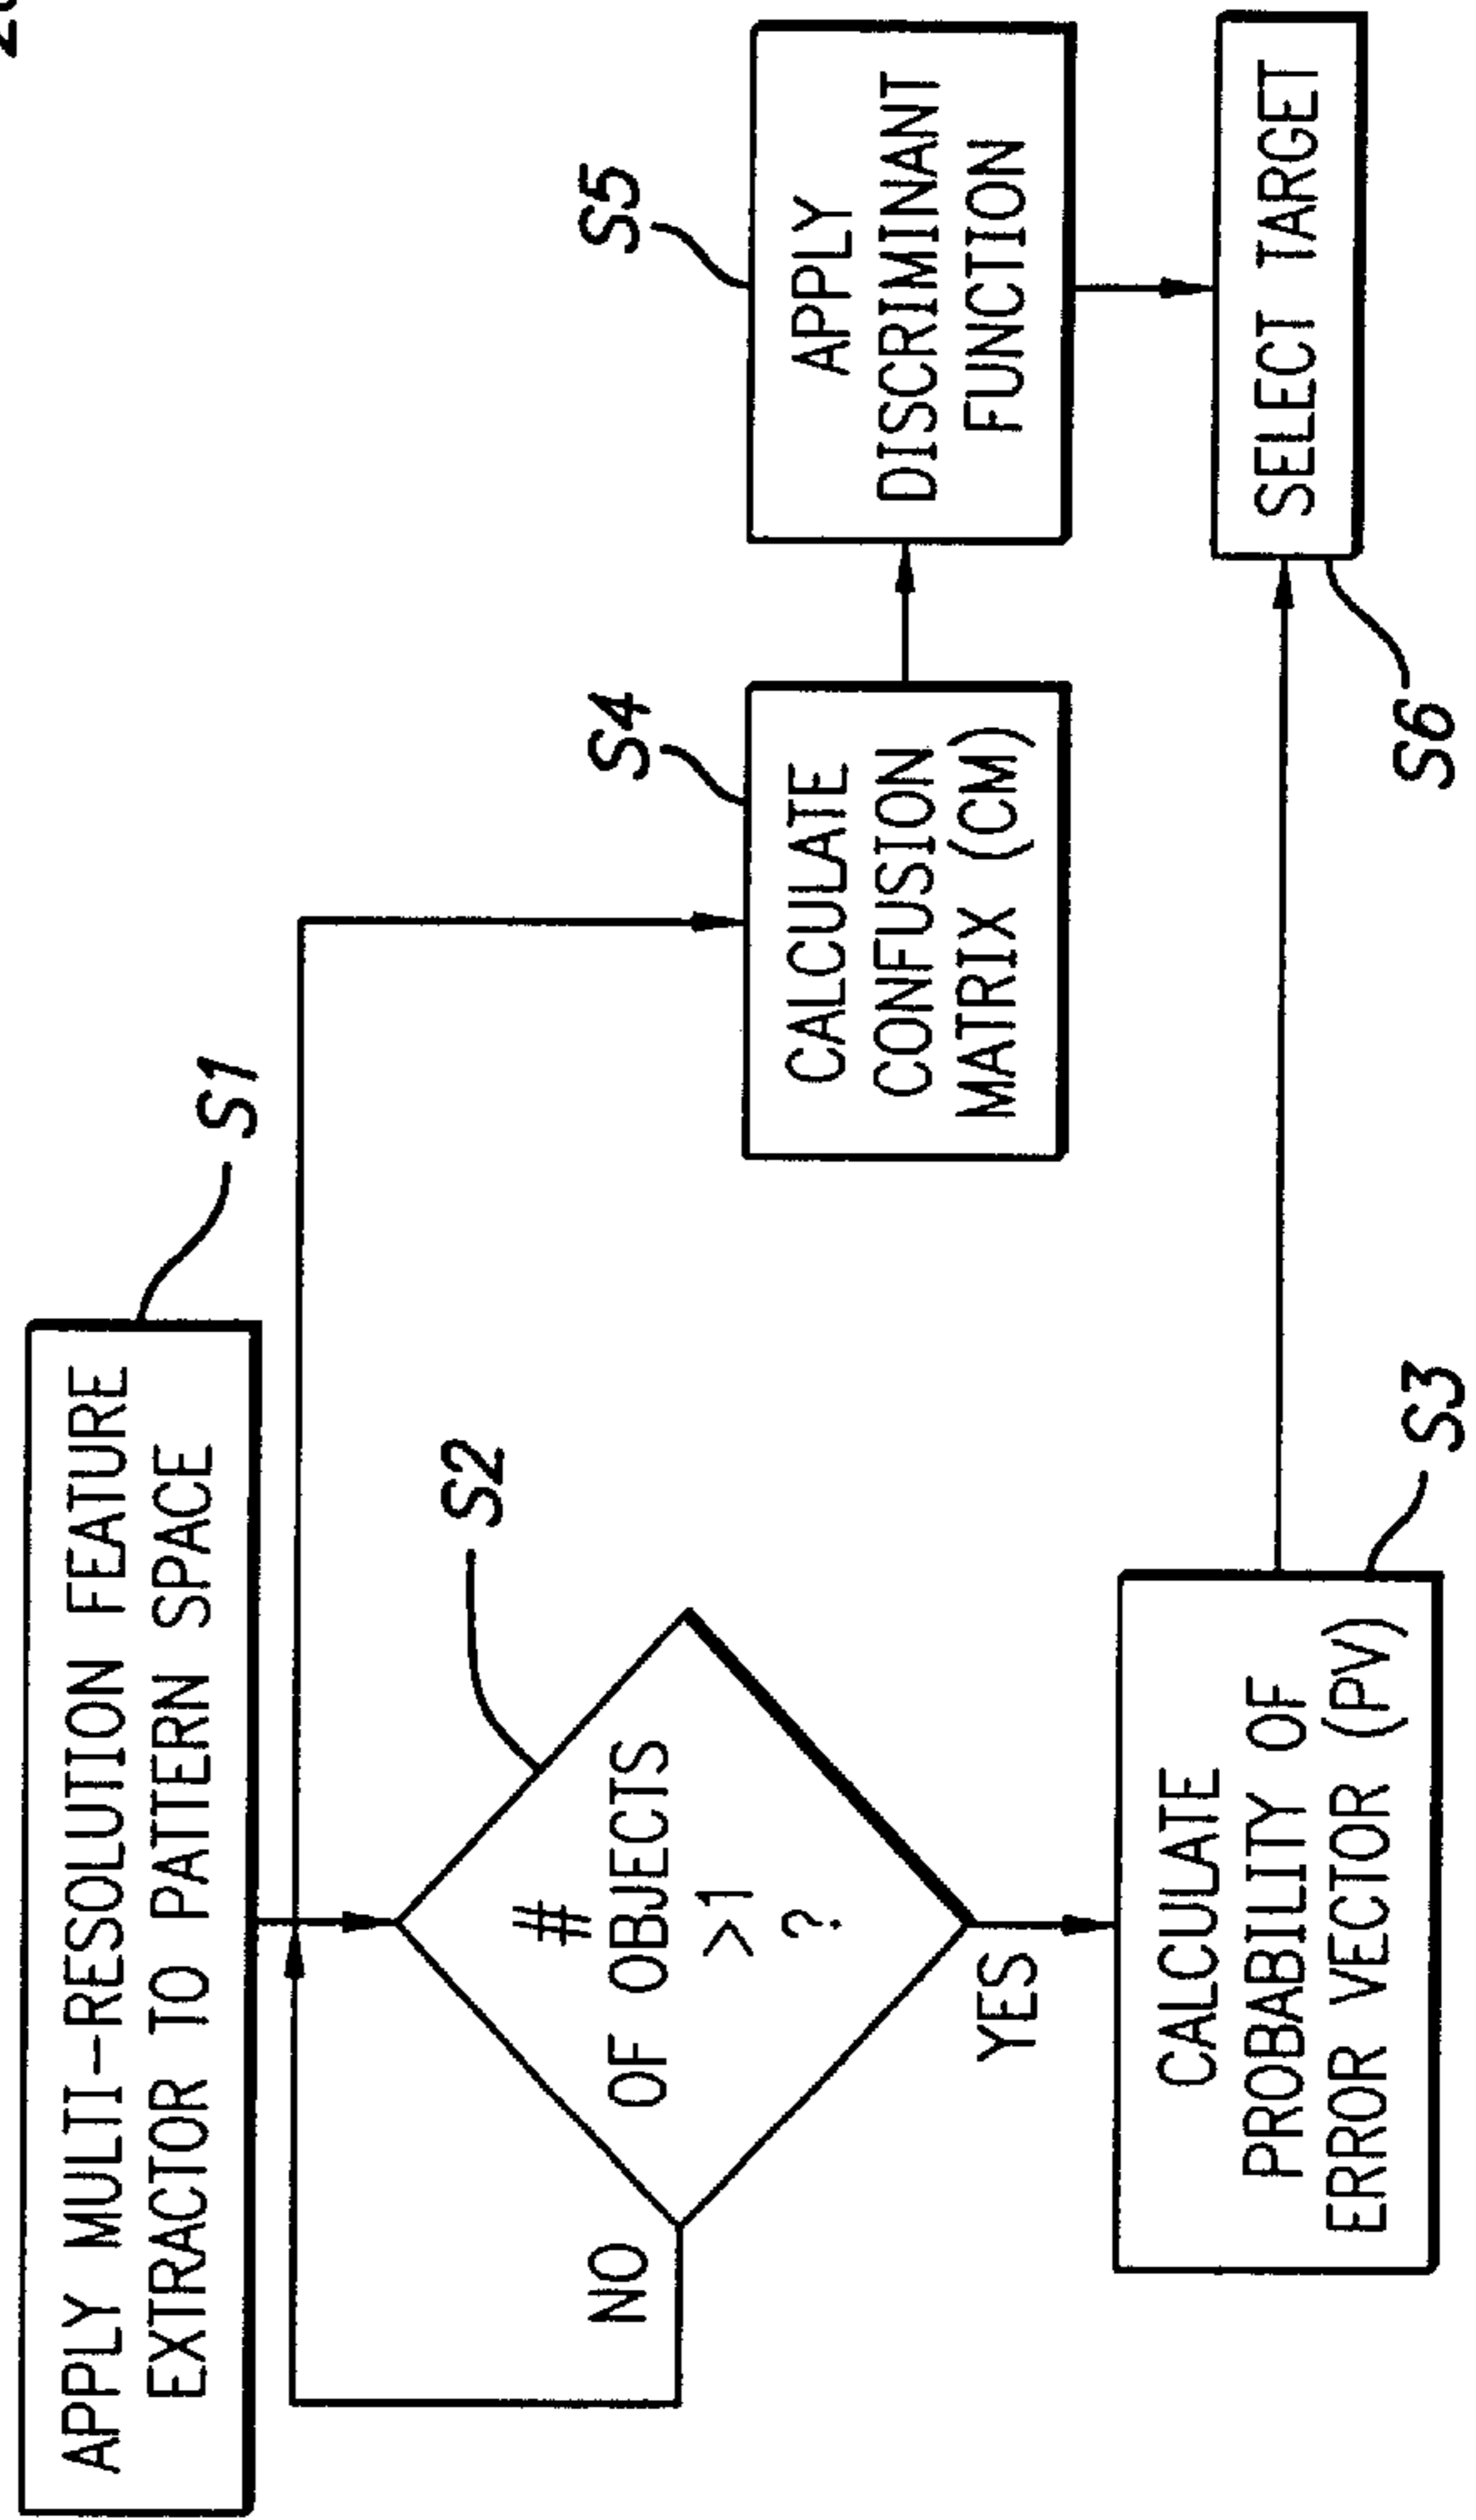 APPLY MULTI-RESOLUTION FEATURE
EXTRACTOR TO PATTERN SPACE
S1
S2
#
OF OBJECTS
>1
?
NO
YES
CALCULATE
PROBABILITY OF
ERROR VECTOR (PV)
S3
CALCULATE
CONFUSION
MATRIX (CM)
S4
APPLY
DISCRIMINANT
FUNCTION
S5
SELECT TARGET
S6